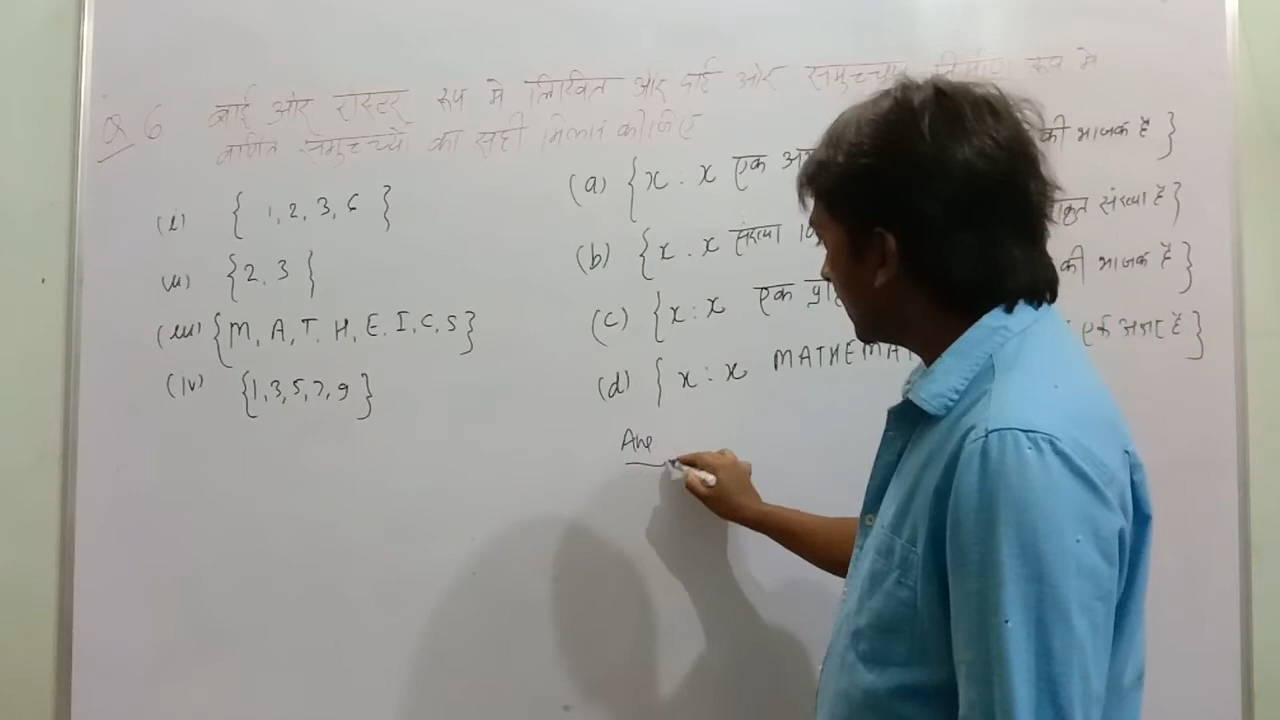 Q 6 बाई ओर रोस्टर रूप मे लिखित और दाई ओर समुच्चय निर्माण रूप मे
वर्णित समुच्चयो का सही मिलान कीजिए
(i) { 1, 2, 3, 6 }
(ii) { 2, 3 }
(iii) { M, A, T, H, E, I, C, S }
(iv) { 1, 3, 5, 7, 9 }
(a) { x : x एक की भाजक है }
(b) { x : x संख्या संख्या है }
(c) { x : x एक की भाजक है }
(d) { x : x MATHEMAT एक अक्षर है }
Ans